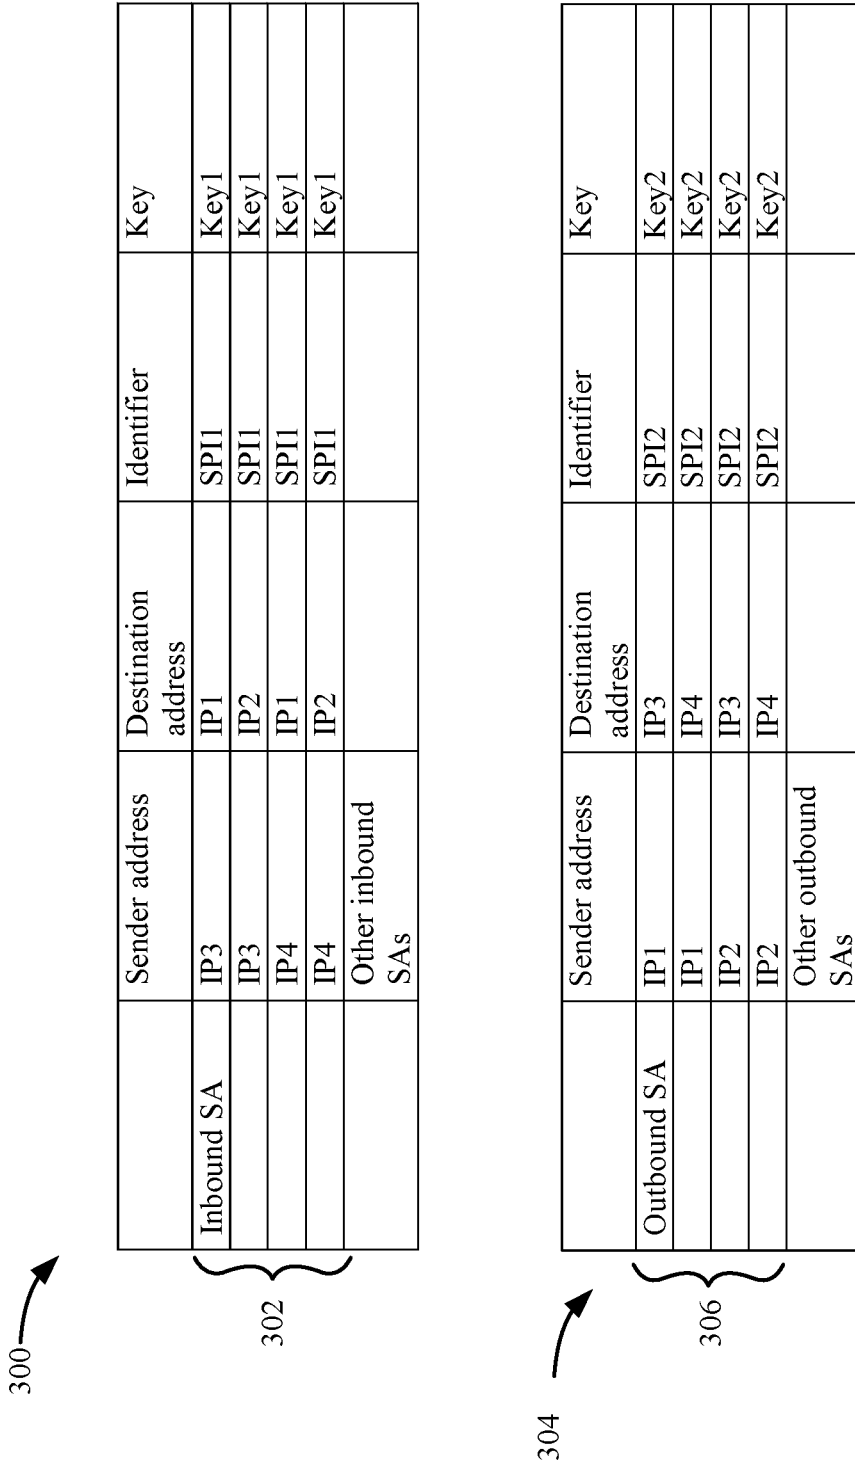 300
Sender address Destination address Identifier Key
Inbound SA IP3 IP1 SPI1 Key1
IP3 IP2 SPI1 Key1
IP4 IP1 SPI1 Key1
IP4 IP2 SPI1 Key1
Other inbound SAs
302
304
Sender address Destination address Identifier Key
Outbound SA IP1 IP3 SPI2 Key2
IP1 IP4 SPI2 Key2
IP2 IP3 SPI2 Key2
IP2 IP4 SPI2 Key2
Other outbound SAs
306